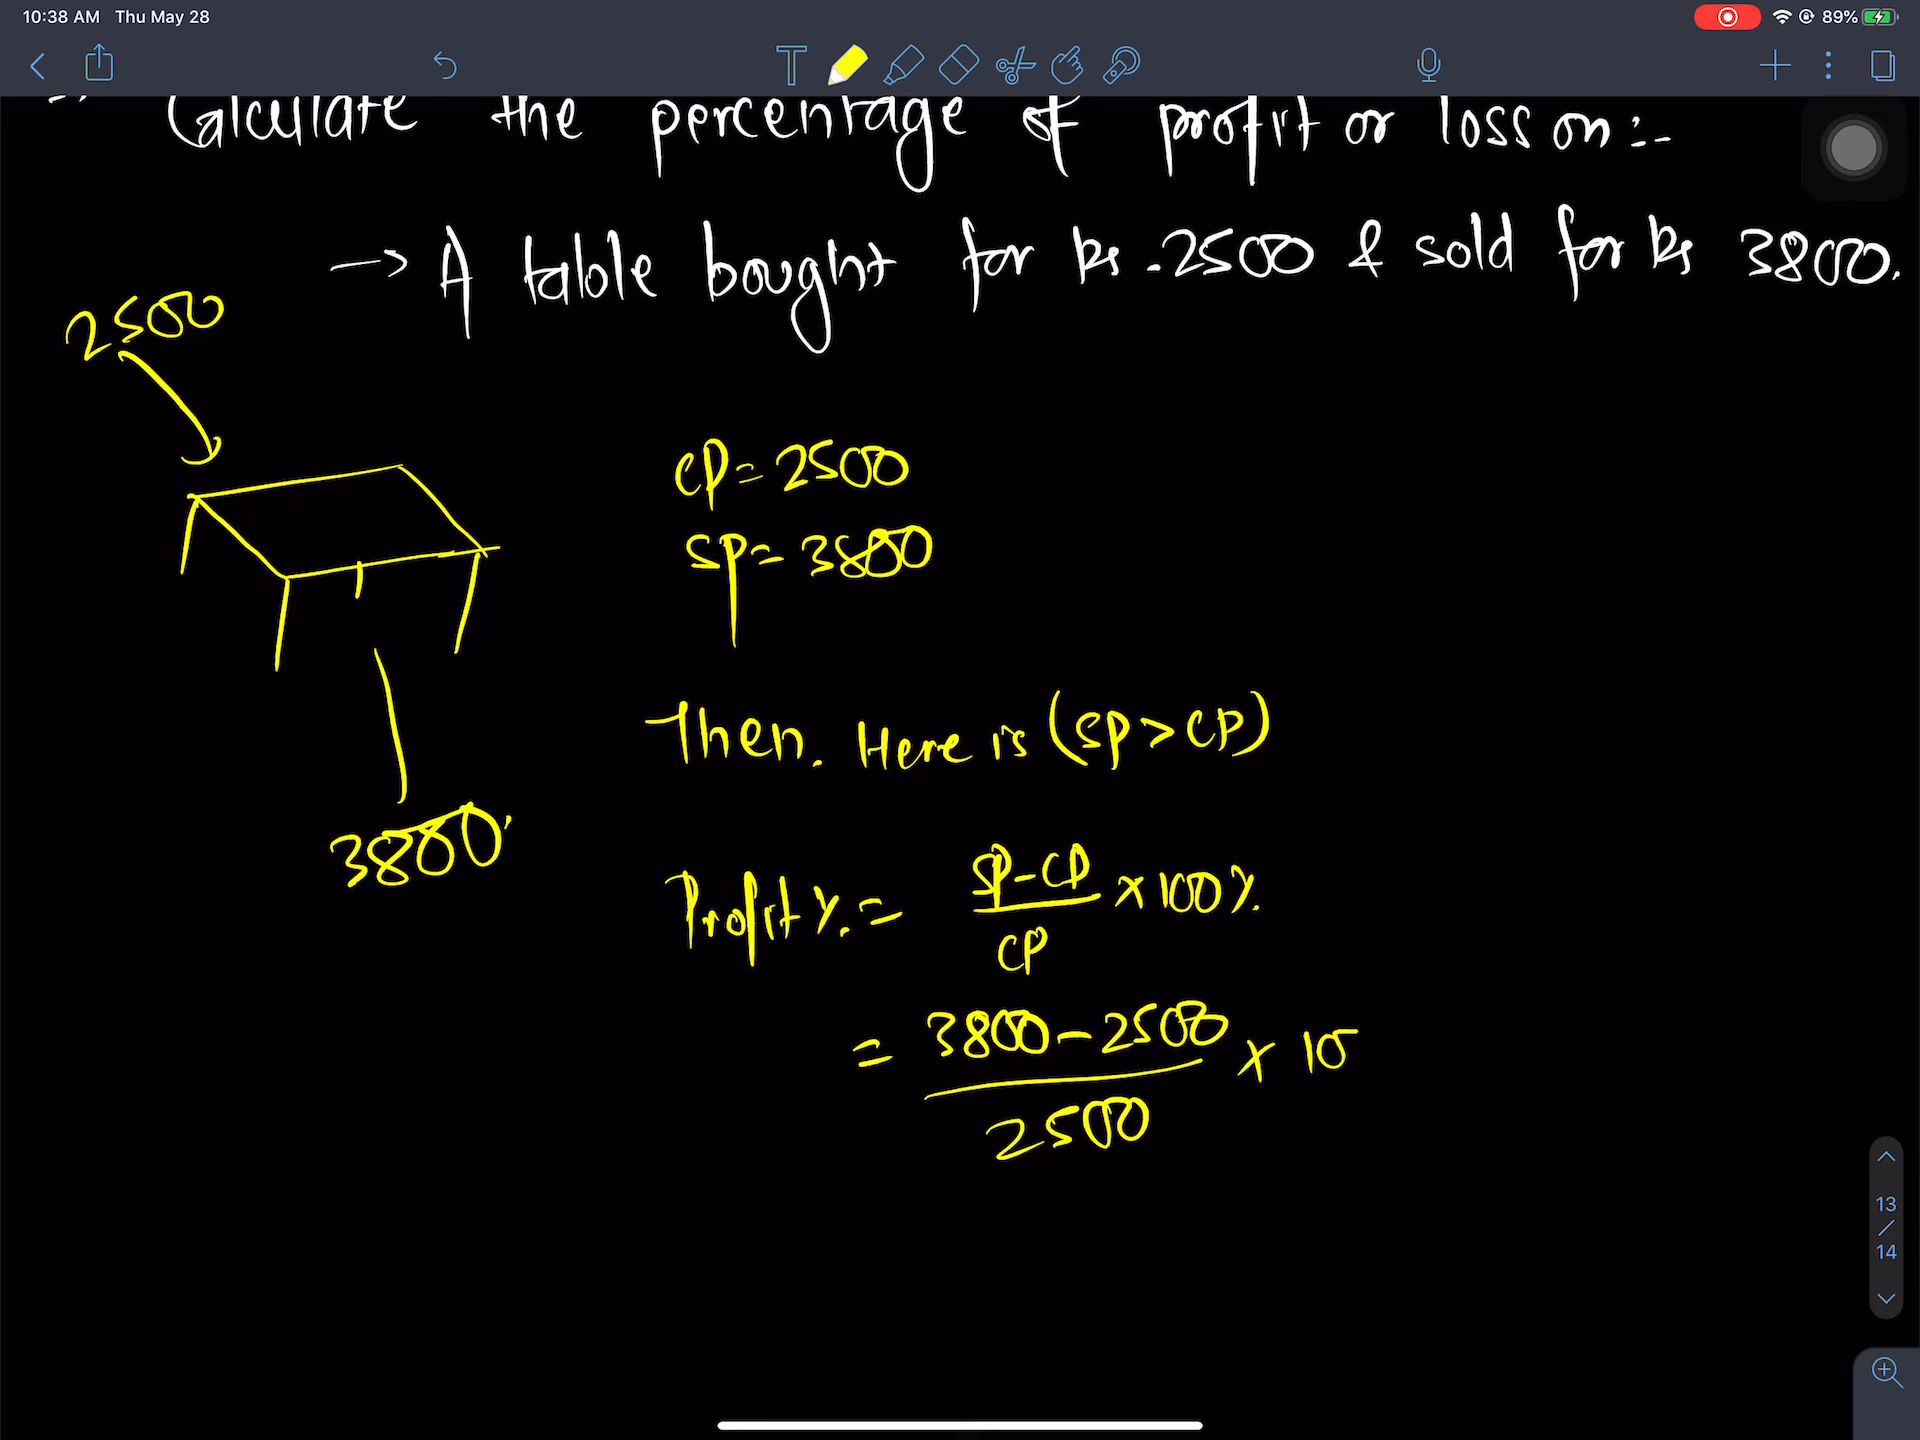 10:38 AM Thu May 28
89%
Calculate the percentage of profit or loss on:-
→ A table bought for Rs.2500 & sold for Rs 3800.
2500
CP = 2500
SP = 3800
Then. Here is (SP > CP)
3800.
Profit %. = SP-CP / CP × 100%.
= 3800-2500 / 2500 × 10
13
/
14